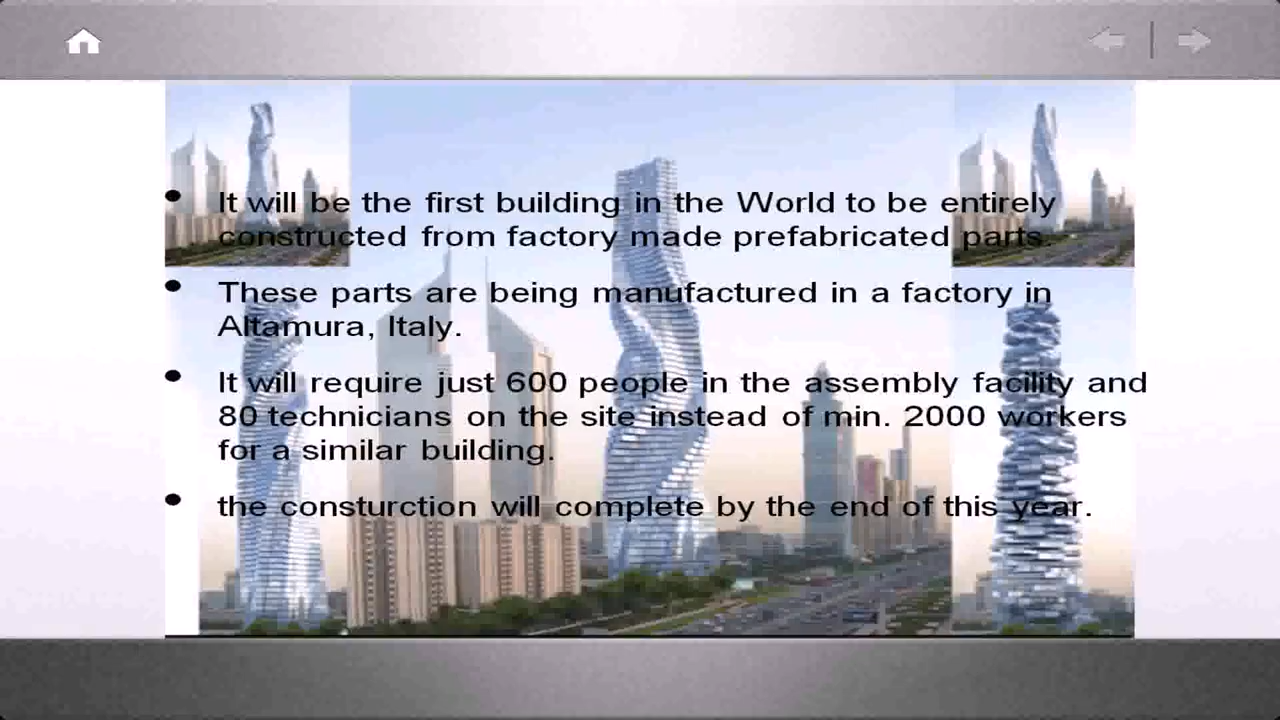 • It will be the first building in the World to be entirely
constructed from factory made prefabricated parts.
• These parts are being manufactured in a factory in
Altamura, Italy.
• It will require just 600 people in the assembly facility and
80 technicians on the site instead of min. 2000 workers
for a similar building.
• the consturction will complete by the end of this year.